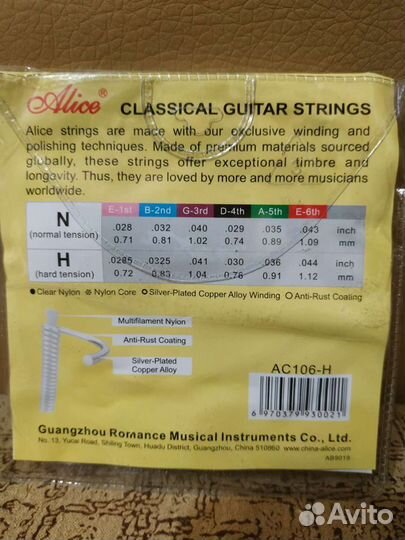 Alice®
CLASSICAL GUITAR STRINGS
Alice strings are made with our exclusive winding and
polishing techniques. Made of premium materials sourced
globally, these strings offer exceptional timbre and
longevity. Thus, they are loved by more and more musicians
worldwide.
E-1st B-2nd G-3rd D-4th A-5th E-6th
N .028 .032 .040 .029 .035 .043 inch
(normal tension) 0.71 0.81 1.02 0.74 0.89 1.09 mm
H .0285 .0325 .041 .030 .036 .044 inch
(hard tension) 0.72 0.83 1.04 0.76 0.91 1.12 mm
Clear Nylon Nylon Core Silver-Plated Copper Alloy Winding Anti-Rust Coating
Multifilament Nylon
Anti-Rust Coating
Silver-Plated
Copper Alloy
AC106-H
6 970379 930021
Guangzhou Romance Musical Instruments Co., Ltd.
No. 13, Yucai Road, Shiling Town, Huadu District, Guangzhou, China 510860 www.china-alice.com
AB9019
Avito